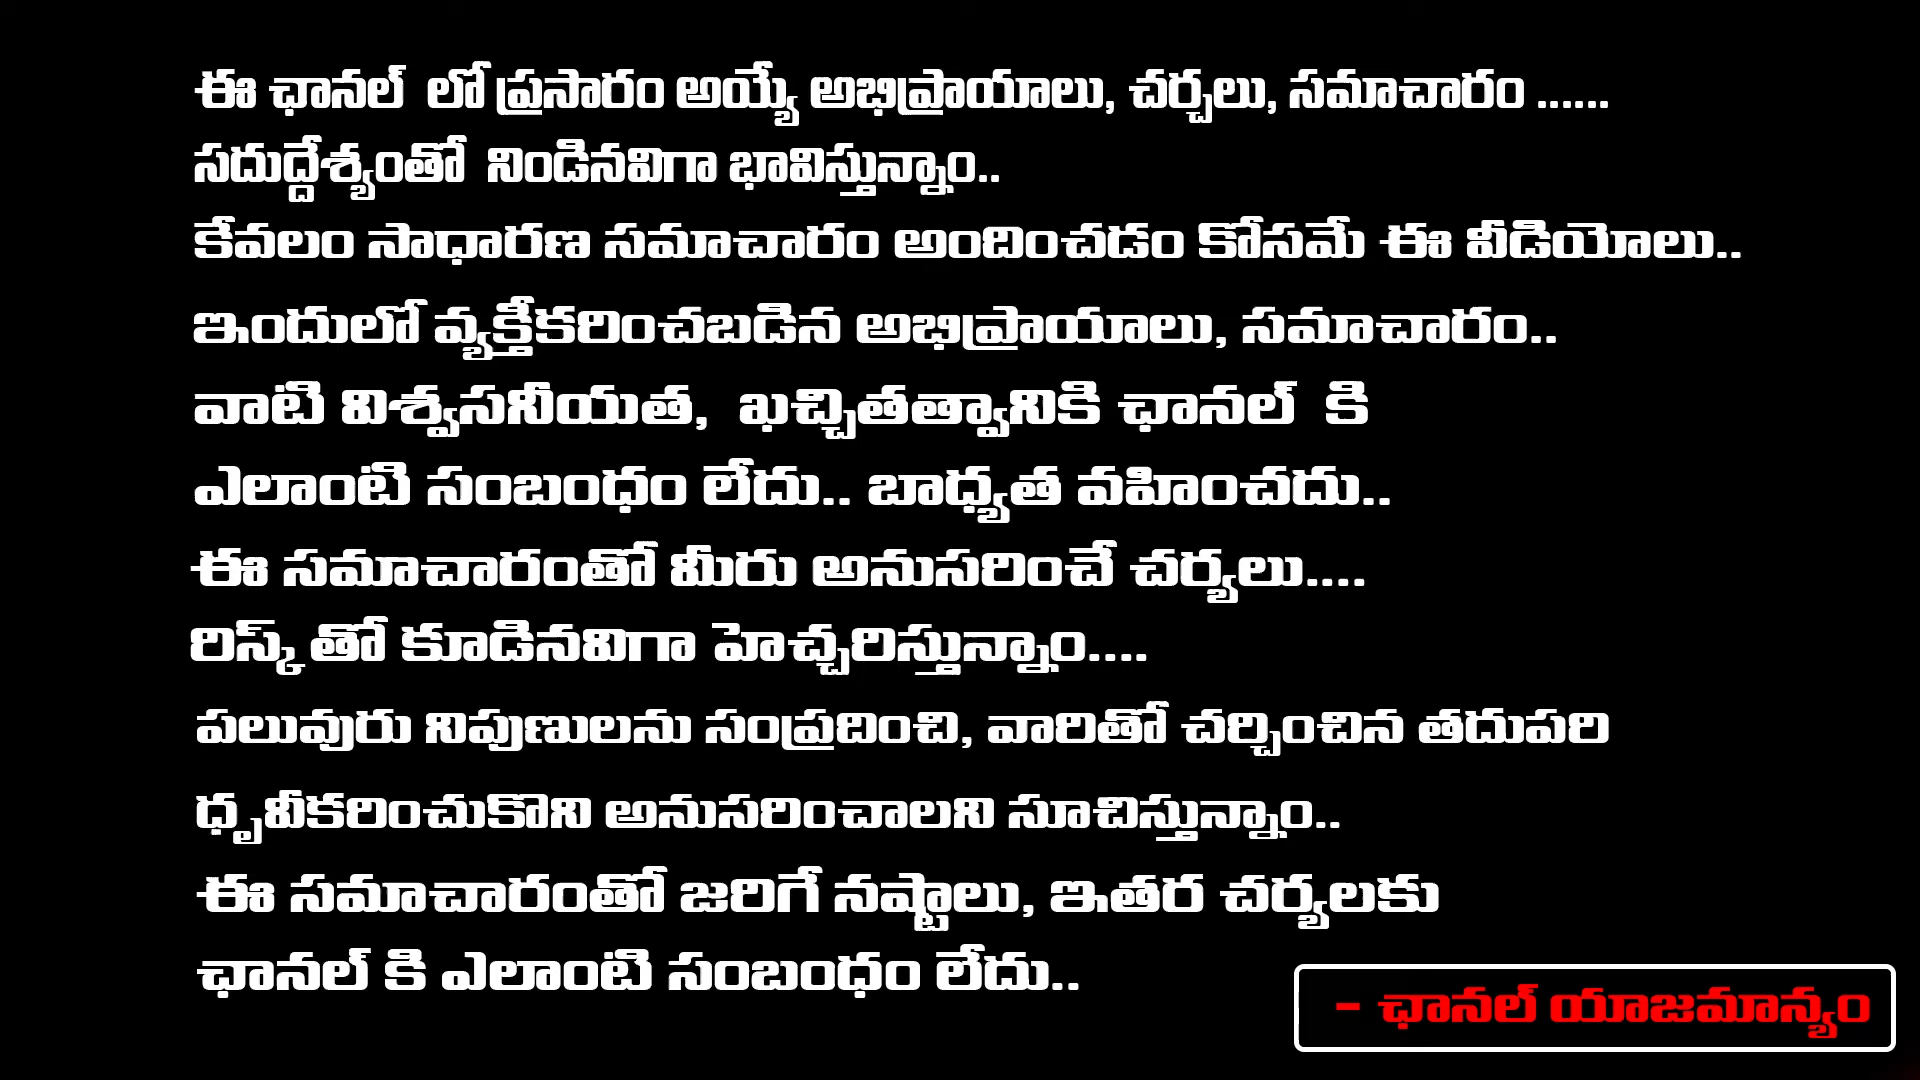 ఈ ఛానల్ లో ప్రసారం అయ్యే అభిప్రాయాలు, చర్చలు, సమాచారం ......
సదుద్దేశ్యంతో నిండినవిగా భావిస్తున్నాం..
కేవలం సాధారణ సమాచారం అందించడం కోసమే ఈ వీడియోలు..
ఇందులో వ్యక్తీకరించబడిన అభిప్రాయాలు, సమాచారం..
వాటి విశ్వసనీయత, ఖచ్చితత్వానికి ఛానల్ కి
ఎలాంటి సంబంధం లేదు.. బాధ్యత వహించదు..
ఈ సమాచారంతో మీరు అనుసరించే చర్యలు....
రిస్క్ తో కూడినవిగా హెచ్చరిస్తున్నాం....
పలువురు నిపుణులను సంప్రదించి, వారితో చర్చించిన తదుపరి
ధృవీకరించుకొని అనుసరించాలని సూచిస్తున్నాం..
ఈ సమాచారంతో జరిగే నష్టాలు, ఇతర చర్యలకు
ఛానల్ కి ఎలాంటి సంబంధం లేదు..
- ఛానల్ యాజమాన్యం